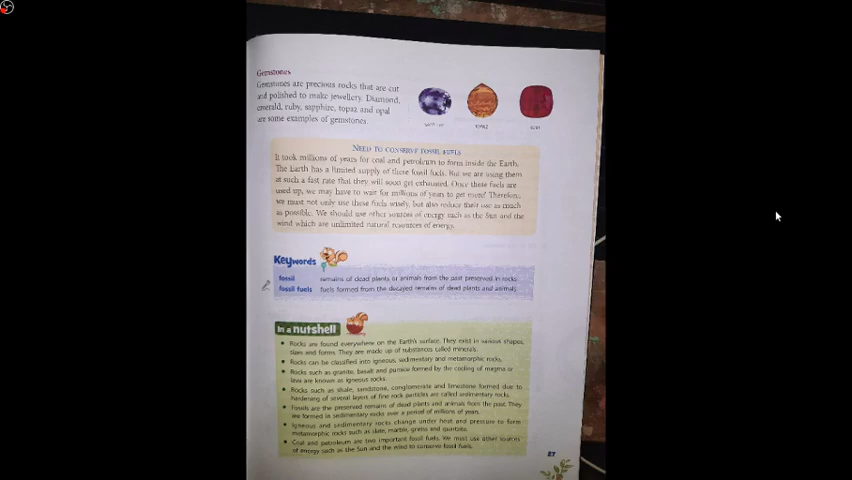 Gemstones
Gemstones are precious rocks that are cut
and polished to make jewellery. Diamond,
emerald, ruby, sapphire, topaz and opal
are some examples of gemstones.
NEED TO CONSERVE FOSSIL FUELS
It took millions of years for coal and petroleum to form inside the Earth.
The Earth has a limited supply of these fossil fuels. But we are using them
at such a fast rate that they will soon get exhausted. Once these fuels are
used up, we may have to wait for millions of years to get more! Therefore,
we must not only use these fuels wisely, but also reduce their use as much
as possible. We should use other sources of energy such as the Sun and the
wind which are unlimited natural resources of energy.
Keywords
fossil remains of dead plants or animals from the past preserved in rocks
fossil fuels fuels formed from the decayed remains of dead plants and animals
In a nutshell
• Rocks are found everywhere on the Earth's surface. They exist in various shapes,
sizes and forms. They are made up of substances called minerals.
• Rocks can be classified into igneous, sedimentary and metamorphic rocks.
• Rocks such as granite, basalt and pumice formed by the cooling of magma or
lava are known as igneous rocks.
• Rocks such as shale, sandstone, conglomerate and limestone formed due to
hardening of several layers of fine rock particles are called sedimentary rocks.
• Fossils are the preserved remains of dead plants and animals from the past. They
are formed in sedimentary rocks over a period of millions of years.
• Igneous and sedimentary rocks change under heat and pressure to form
metamorphic rocks such as slate, marble, gneiss and quartzite.
• Coal and petroleum are two important fossil fuels. We must use other sources
of energy such as the Sun and the wind to conserve fossil fuels.
87